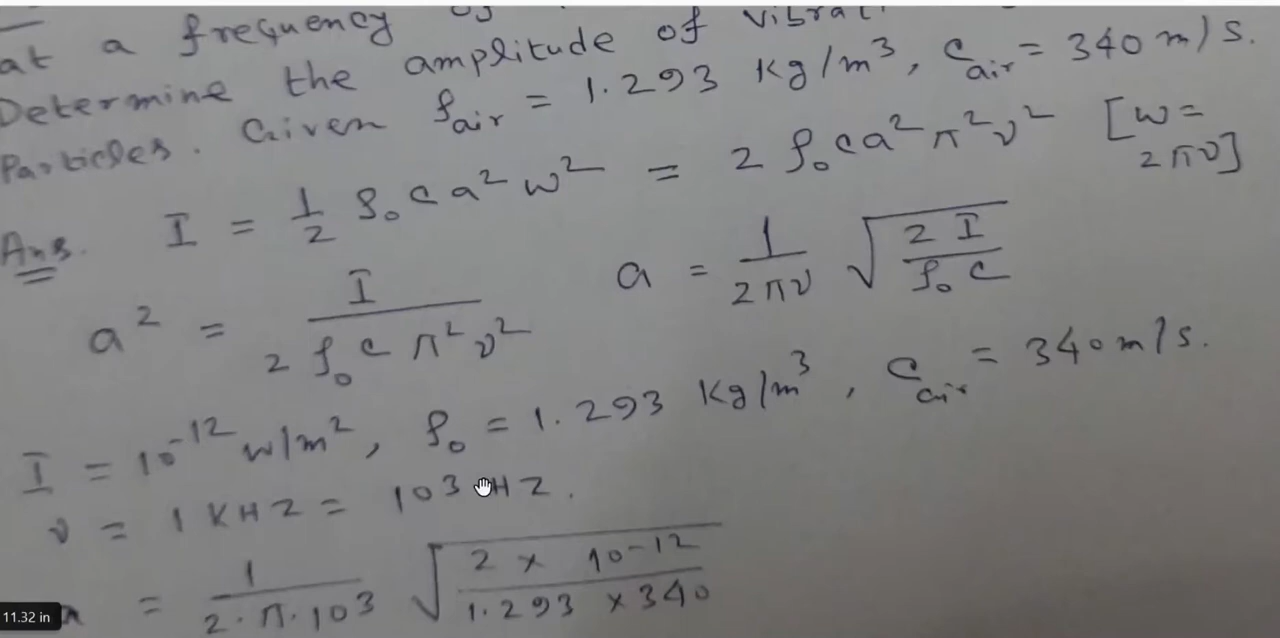 at a frequency of
Determine the amplitude of vibrat
Particles. Given ρair = 1.293 Kg/m³, Cair = 340 m/s.
Ans. I = 1/2 ρ₀ c a² w² = 2 ρ₀ c a² π² ν² [w = 2πν]
a² = I / 2 ρ₀ c π² ν²
a = 1/2πν √(2 I / ρ₀ c)
I = 10⁻¹² w/m², ρ₀ = 1.293 Kg/m³, Cair = 340 m/s.
ν = 1 KHZ = 10³ HZ.
= 1/2.π.10³ √(2 × 10⁻¹² / 1.293 × 340)
11.32 in